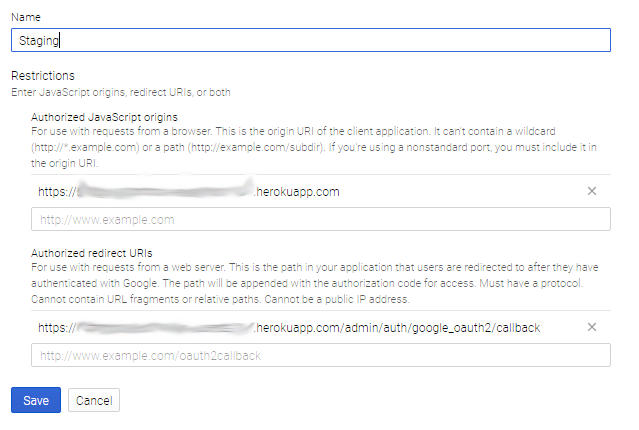 Name
Staging
Restrictions
Enter JavaScript origins, redirect URIs, or both
Authorized JavaScript origins
For use with requests from a browser. This is the origin URI of the client application. It can't contain a wildcard
(http://*.example.com) or a path (http://example.com/subdir). If you're using a nonstandard port, you must include it in
the origin URI.
https:// .herokuapp.com
http://www.example.com
Authorized redirect URIs
For use with requests from a web server. This is the path in your application that users are redirected to after they have
authenticated with Google. The path will be appended with the authorization code for access. Must have a protocol.
Cannot contain URL fragments or relative paths. Cannot be a public IP address.
https:// .herokuapp.com/admin/auth/google_oauth2/callback
http://www.example.com/oauth2callback
Save Cancel